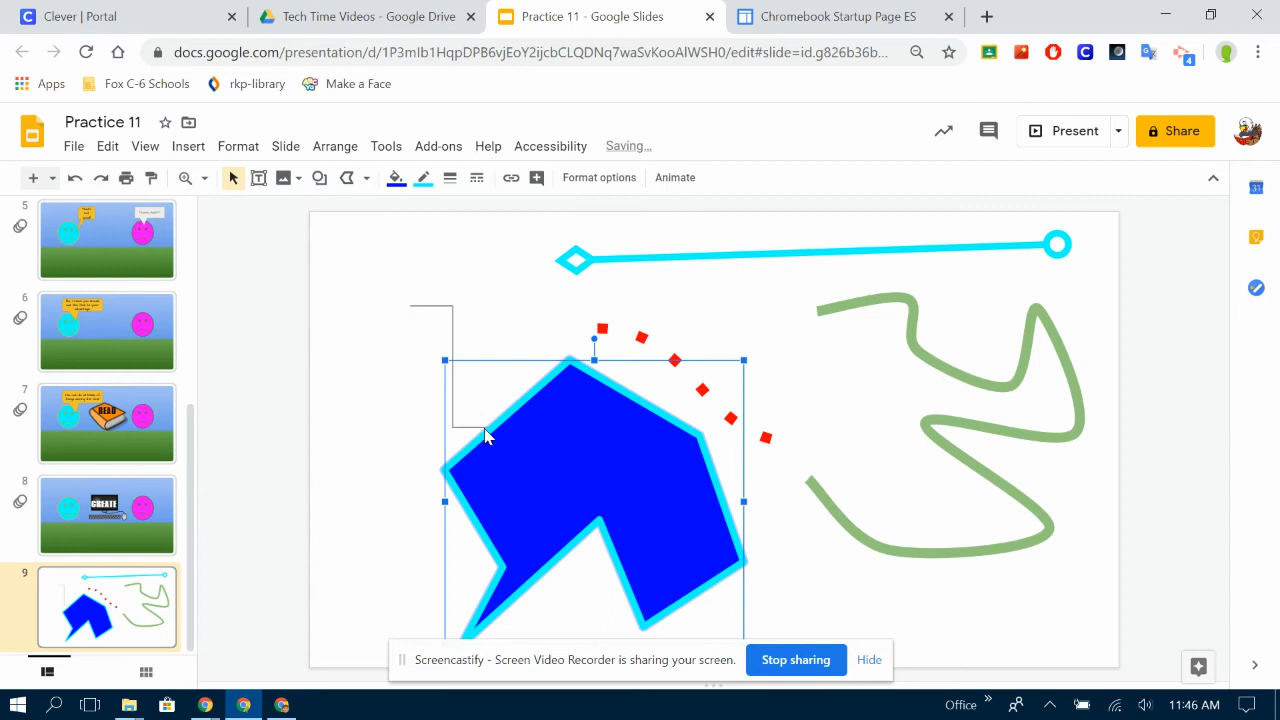 Clever | Portal
Tech Time Videos - Google Drive
Practice 11 - Google Slides
Chromebook Startup Page ES
docs.google.com/presentation/d/1P3mIb1HqpDPB6vjEoY2ijcbCLQDNq7waSvKooAlWSH0/edit#slide=id.g826b36b...
4
Apps
Fox C-6 Schools
rkp-library
Make a Face
Practice 11
Present
Share
File Edit View Insert Format Slide Arrange Tools Add-ons Help Accessibility Saving...
Format options
Animate
31
5
6
7
READ
8
CREATE
9
Screencastify - Screen Video Recorder is sharing your screen.
Stop sharing
Hide
Office
11:46 AM